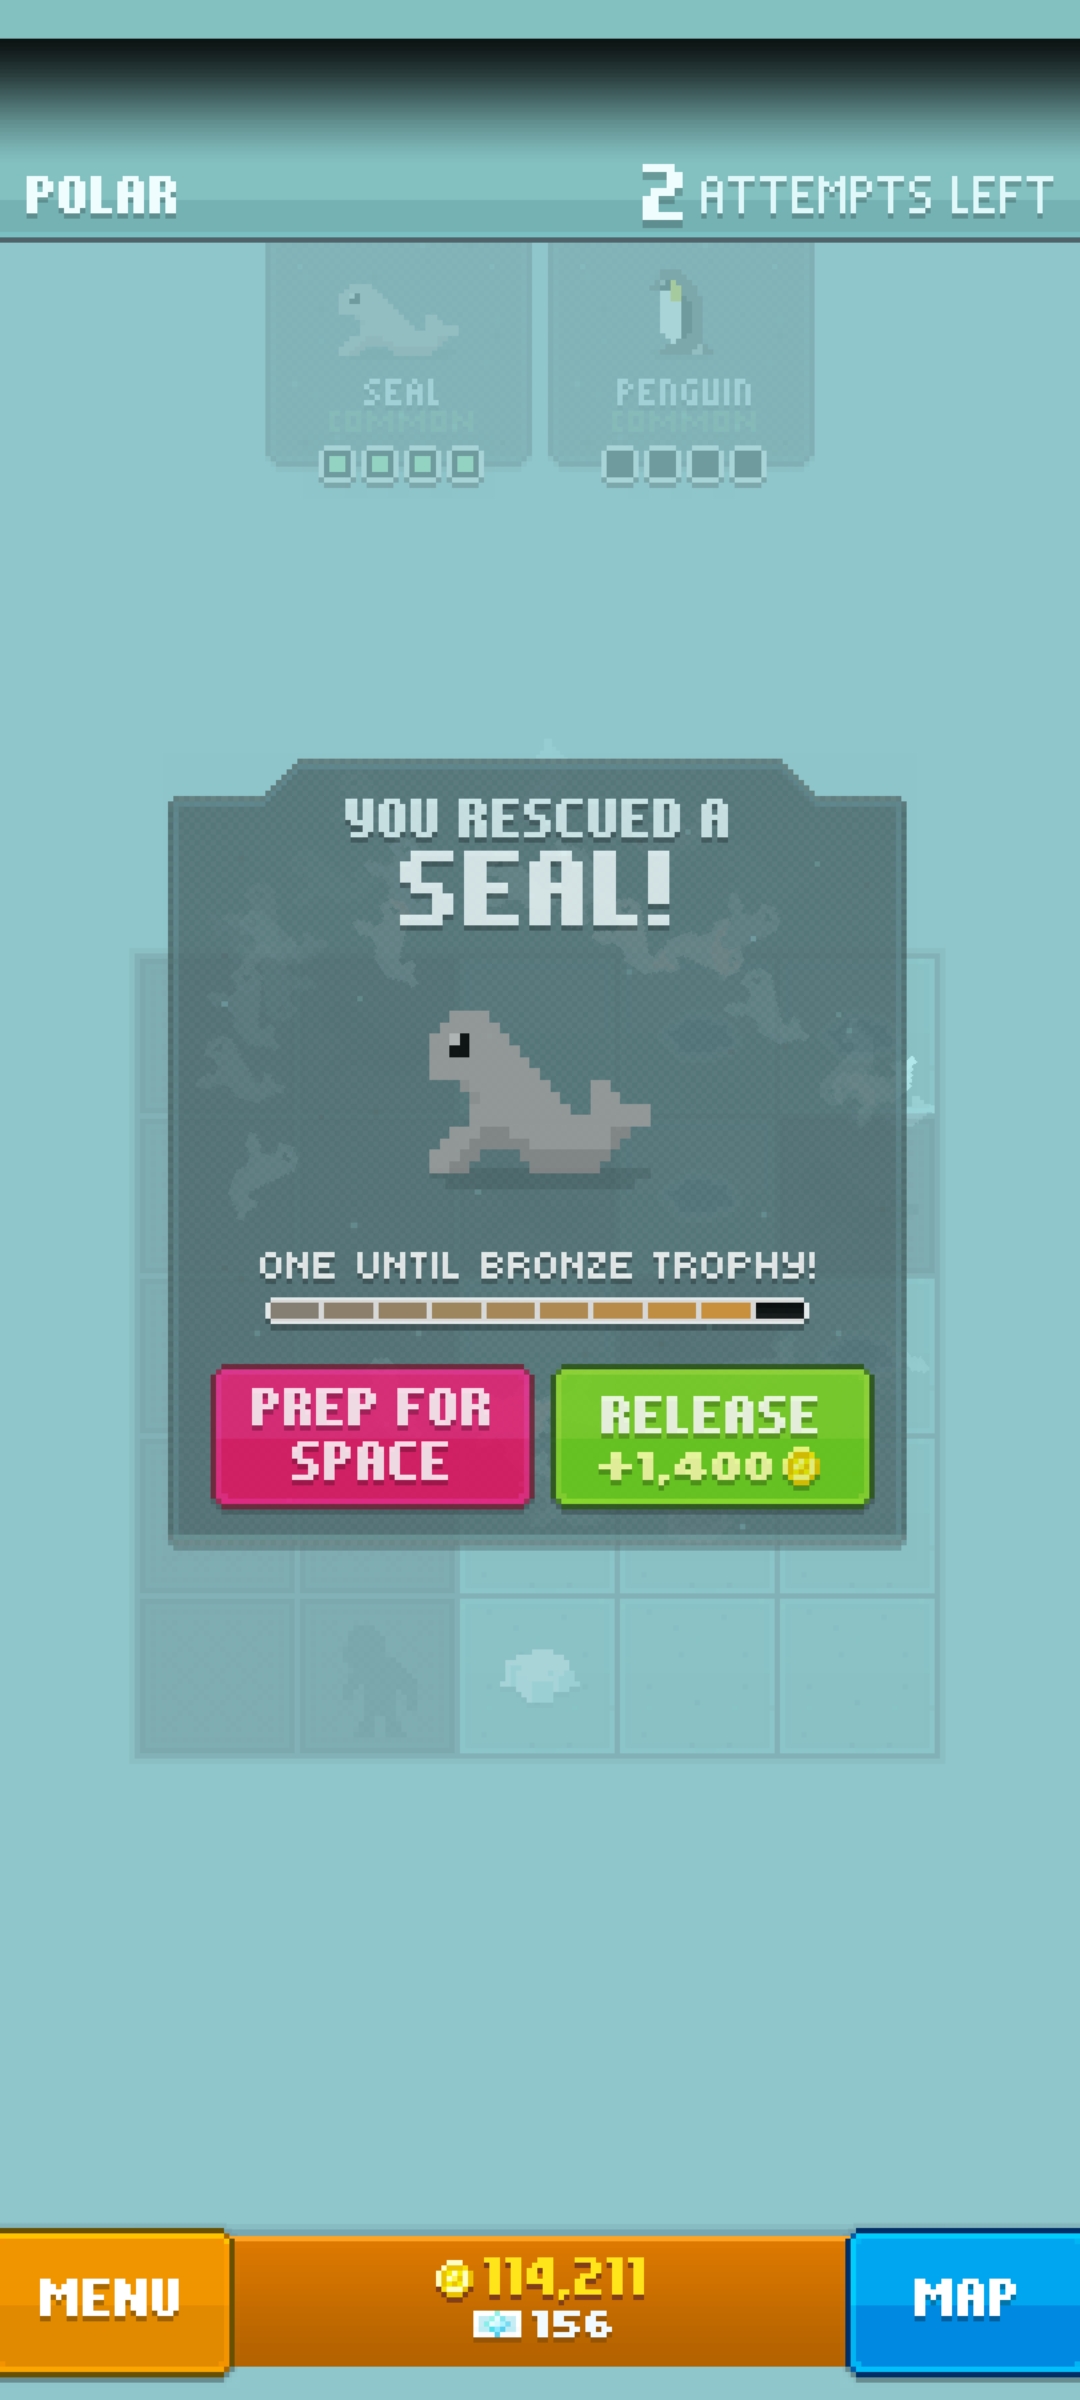 POLAR
2 ATTEMPTS LEFT
SEAL
COMMON
PENGUIN
COMMON
YOU RESCUED A
SEAL!
ONE UNTIL BRONZE TROPHY!
PREP FOR
SPACE
RELEASE
+1,400
MENU
114,211
156
MAP